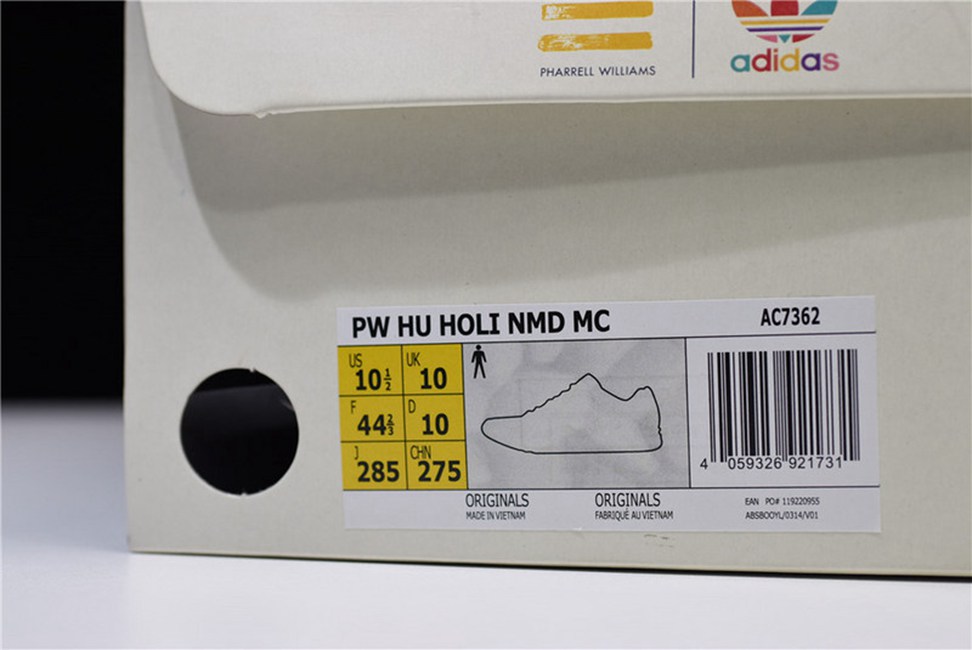 PHARRELL WILLIAMS
adidas
PW HU HOLI NMD MC
AC7362
US
10½
UK
10
F
44⅔
D
10
J
285
CHN
275
4 059326 921731
ORIGINALS
MADE IN VIETNAM
ORIGINALS
FABRIQUÉ AU VIETNAM
EAN PO# 119220955
ABSBOOYL/0314/V01